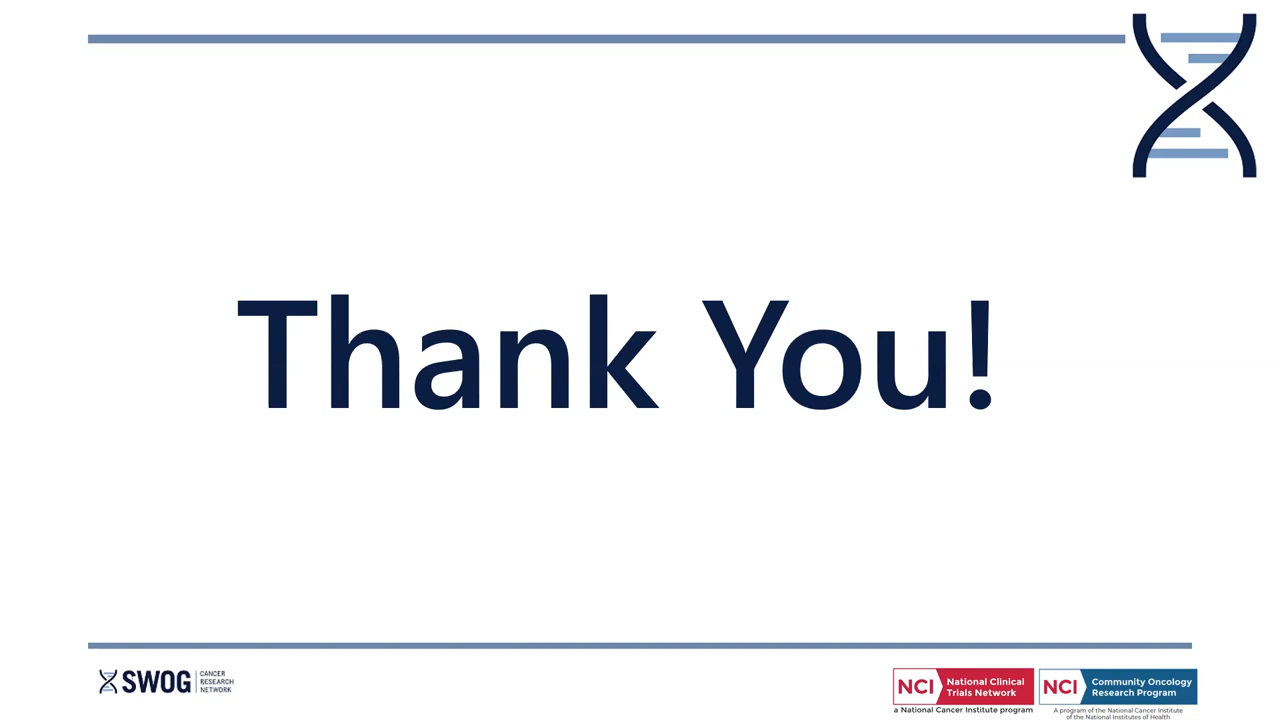 Thank You!
SWOG
CANCER
RESEARCH
NETWORK
NCI
National Clinical
Trials Network
a National Cancer Institute program
NCI
Community Oncology
Research Program
A program of the National Cancer Institute
of the National Institutes of Health